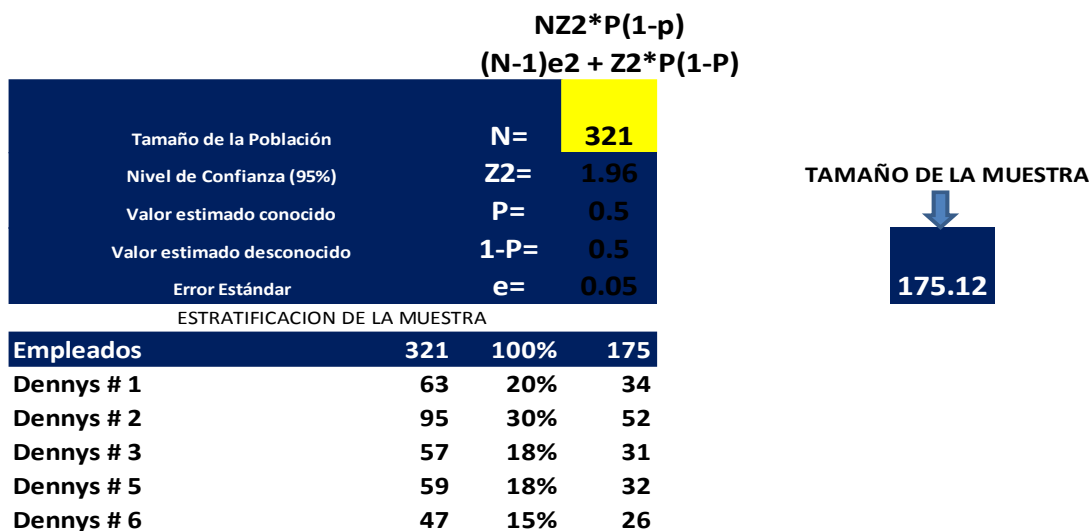 NZ2*P(1-p)
(N-1)e2 + Z2*P(1-P)
Tamaño de la Población N= 321
Nivel de Confianza (95%) Z2= 1.96
Valor estimado conocido P= 0.5
Valor estimado desconocido 1-P= 0.5
Error Estándar e= 0.05
TAMAÑO DE LA MUESTRA
175.12
ESTRATIFICACION DE LA MUESTRA
Empleados 321 100% 175
Dennys # 1 63 20% 34
Dennys # 2 95 30% 52
Dennys # 3 57 18% 31
Dennys # 5 59 18% 32
Dennys # 6 47 15% 26